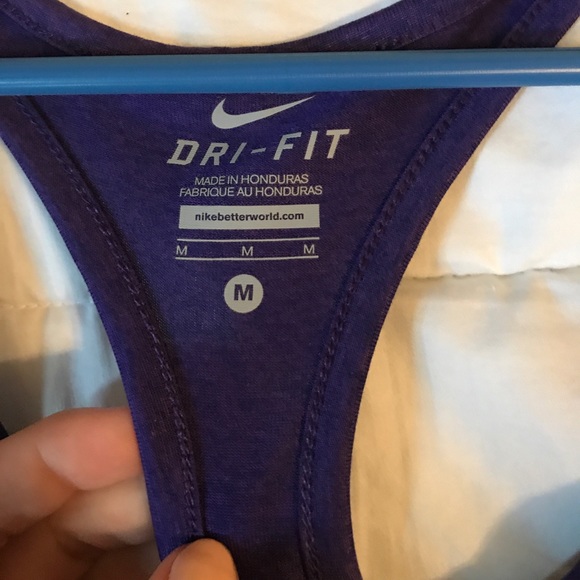 DRI-FIT
MADE IN HONDURAS
FABRIQUE AU HONDURAS
nikebetterworld.com
M M M
M